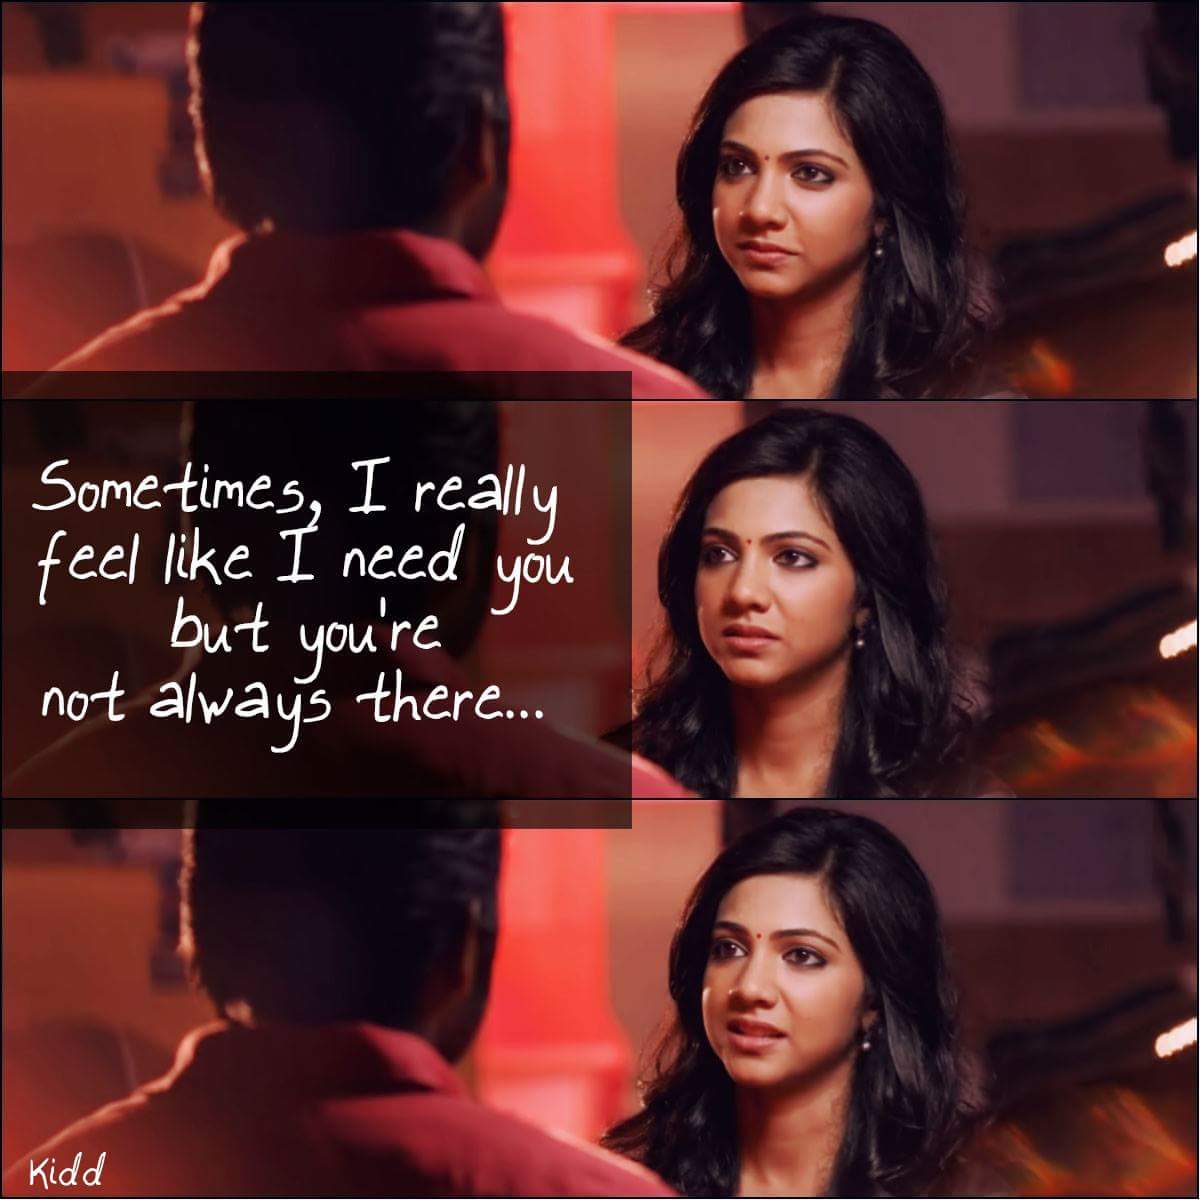 Sometimes, I really
feel like I need you
but you're
not always there...
Kidd